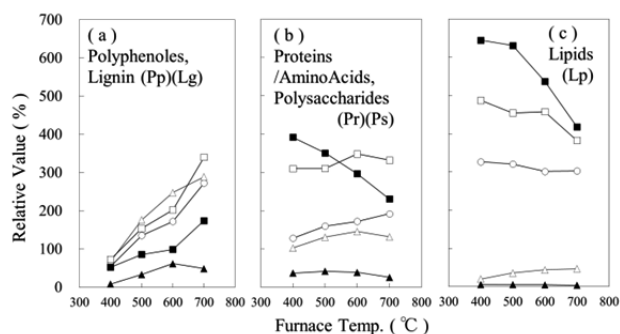 ( a )
Polyphenoles,
Lignin (Pp)(Lg)
( b )
Proteins
/AminoAcids,
Polysaccharides
(Pr)(Ps)
( c )
Lipids
(Lp)
Relative Value ( % )
700
600
500
400
300
200
100
0
300 400 500 600 700 800
300 400 500 600 700 800
300 400 500 600 700 800
Furnace Temp. ( ℃ )